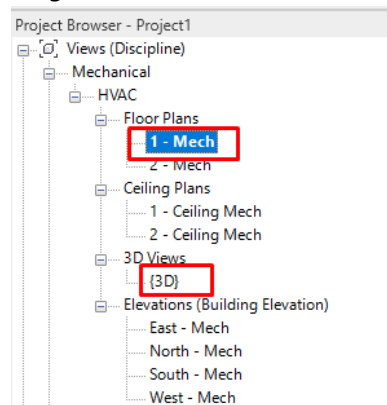 Project Browser - Project1
Views (Discipline)
Mechanical
HVAC
Floor Plans
1 - Mech
2 - Mech
Ceiling Plans
1 - Ceiling Mech
2 - Ceiling Mech
3D Views
{3D}
Elevations (Building Elevation)
East - Mech
North - Mech
South - Mech
West - Mech